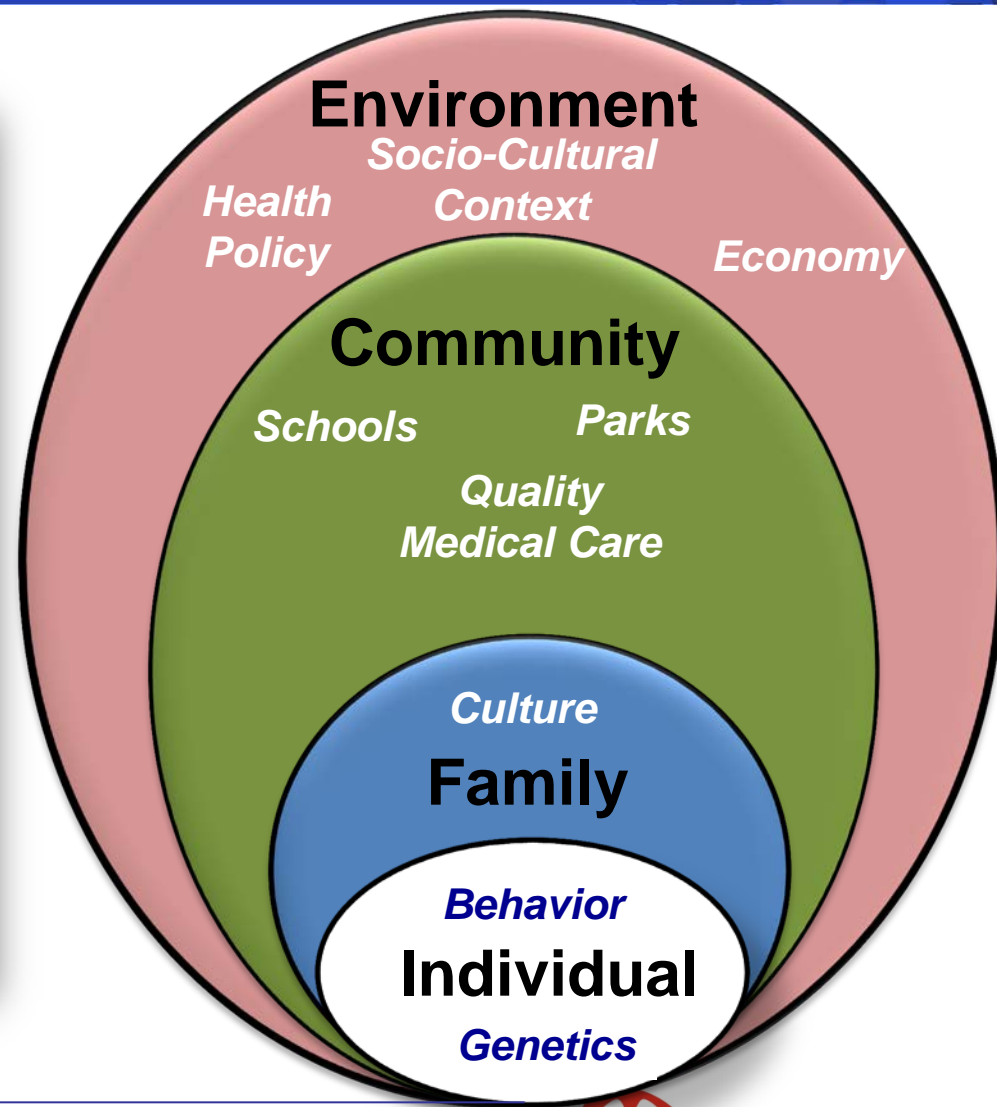 Environment
Socio-Cultural
Context
Health
Policy
Economy
Community
Schools
Parks
Quality
Medical Care
Culture
Family
Behavior
Individual
Genetics